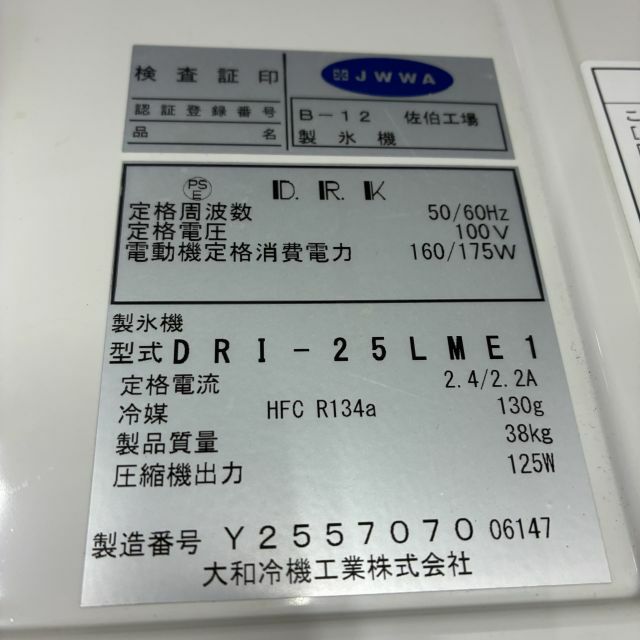 検査証印 JWWA
認証登録番号 B-12 佐伯工場
品名 製氷機
PSE D.R.K
定格周波数 50/60Hz
定格電圧 100V
電動機定格消費電力 160/175W
製氷機
型式 DRI-25LME1
定格電流 2.4/2.2A
冷媒 HFC R134a 130g
製品質量 38kg
圧縮機出力 125W
製造番号 Y2557070 06147
大和冷機工業株式会社